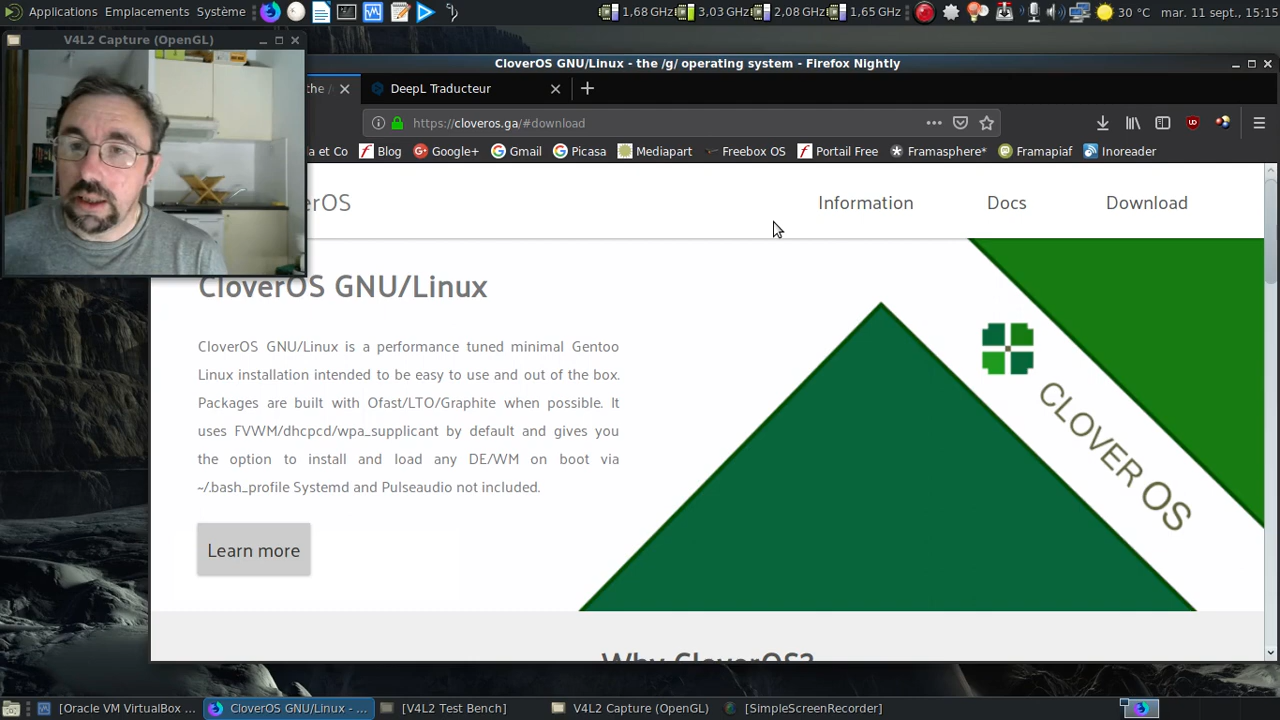 Applications Emplacements Système 1,68 GHz 3,03 GHz 2,08 GHz 1,65 GHz 30 °C mar. 11 sept., 15:15
V4L2 Capture (OpenGL)
CloverOS GNU/Linux - the /g/ operating system - Firefox Nightly
the / DeepL Traducteur
https://cloveros.ga/#download
a et Co Blog Google+ Gmail Picasa Mediapart Freebox OS Portail Free Framasphere* Framapiaf Inoreader
erOS Information Docs Download
CloverOS GNU/Linux
CloverOS GNU/Linux is a performance tuned minimal Gentoo
Linux installation intended to be easy to use and out of the box.
Packages are built with Ofast/LTO/Graphite when possible. It
uses FVWM/dhcpcd/wpa_supplicant by default and gives you
the option to install and load any DE/WM on boot via
~/.bash_profile Systemd and Pulseaudio not included.
Learn more
CLOVER OS
Why CloverOS?
[Oracle VM VirtualBox ... CloverOS GNU/Linux - ... [V4L2 Test Bench] V4L2 Capture (OpenGL) [SimpleScreenRecorder]